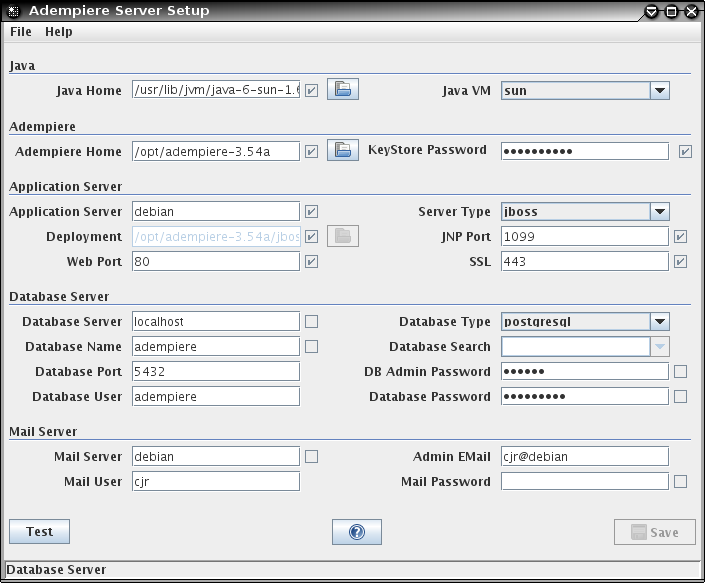 Adempiere Server Setup
File Help
Java
Java Home /usr/lib/jvm/java-6-sun-1.6 Java VM sun
Adempiere
Adempiere Home /opt/adempiere-3.54a KeyStore Password ••••••••••
Application Server
Application Server debian Server Type jboss
Deployment /opt/adempiere-3.54a/jbos JNP Port 1099
Web Port 80 SSL 443
Database Server
Database Server localhost Database Type postgresql
Database Name adempiere Database Search
Database Port 5432 DB Admin Password ••••••
Database User adempiere Database Password •••••••••
Mail Server
Mail Server debian Admin EMail cjr@debian
Mail User cjr Mail Password
Test ? Save
Database Server